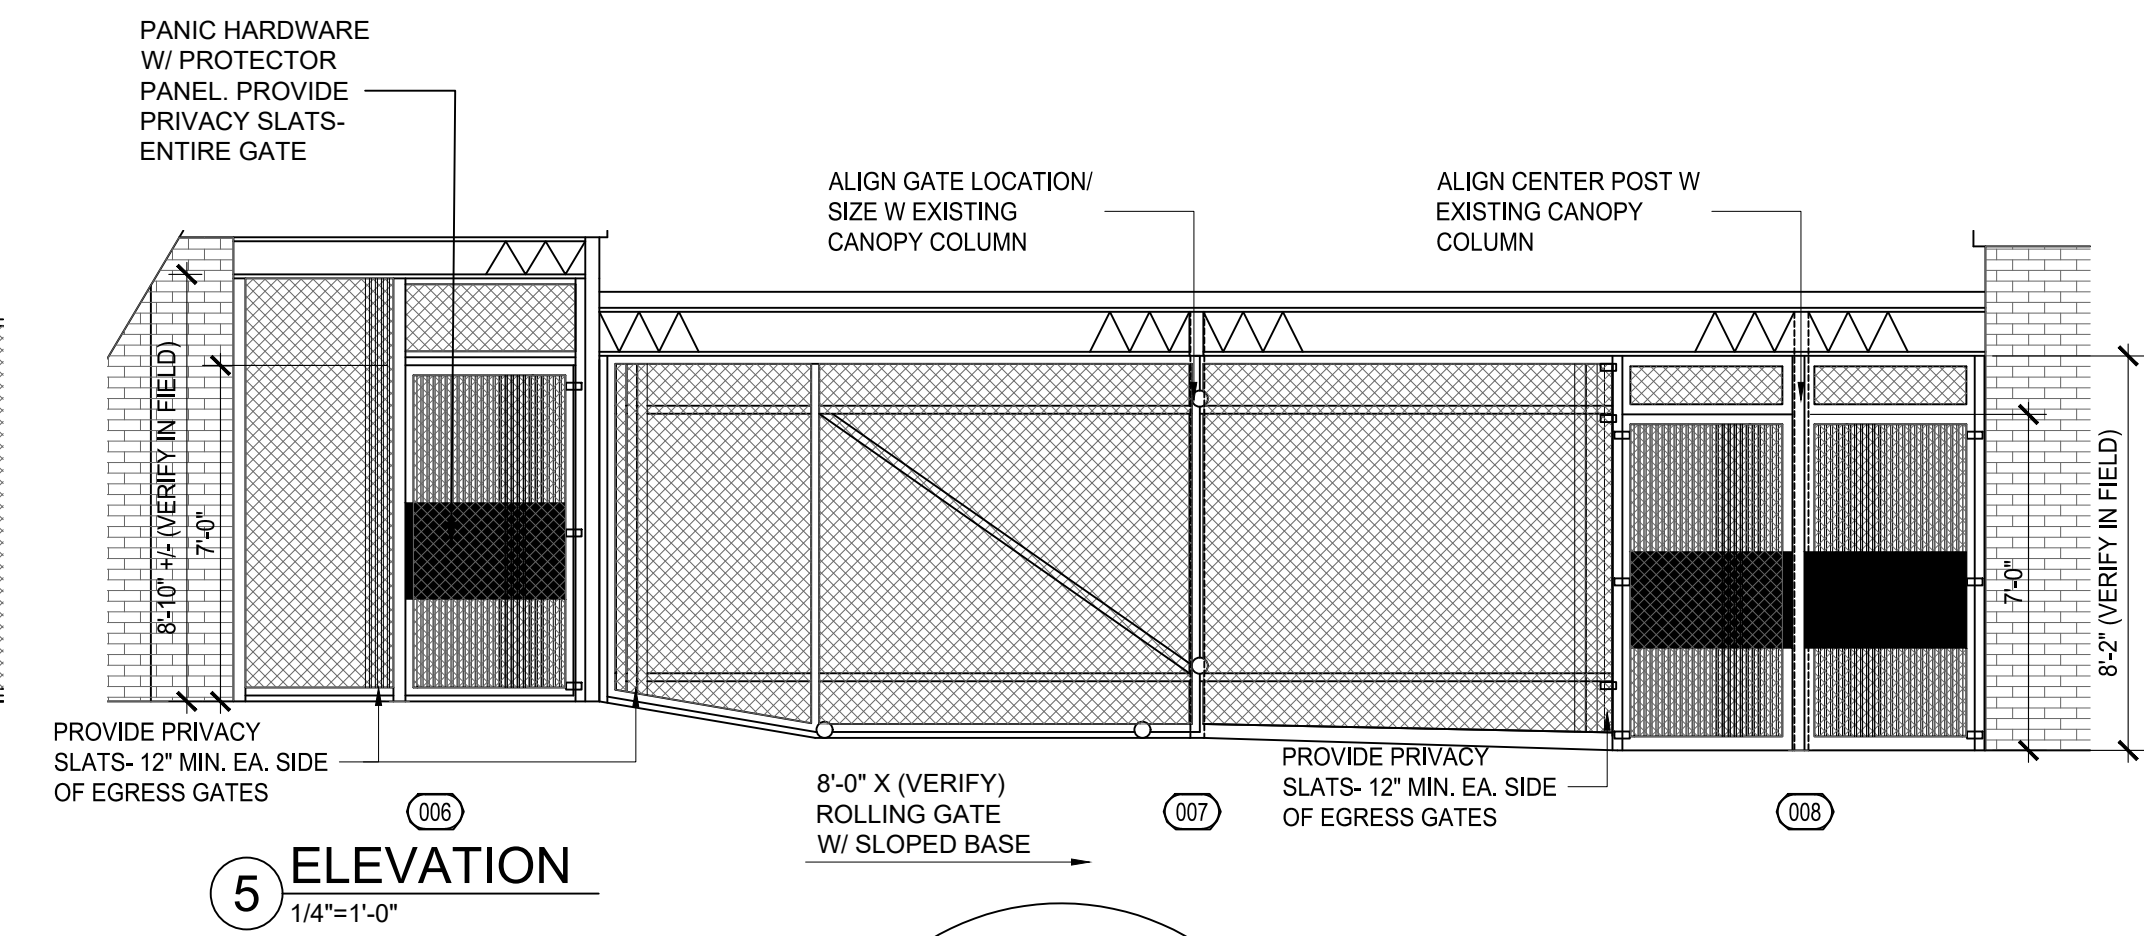 PANIC HARDWARE
W/ PROTECTOR
PANEL. PROVIDE
PRIVACY SLATS-
ENTIRE GATE
ALIGN GATE LOCATION/
SIZE W EXISTING
CANOPY COLUMN
ALIGN CENTER POST W
EXISTING CANOPY
COLUMN
8'-10" +/- (VERIFY IN FIELD)
7'-0"
7'-0"
8'-2" (VERIFY IN FIELD)
PROVIDE PRIVACY
SLATS- 12" MIN. EA. SIDE
OF EGRESS GATES
006
8'-0" X (VERIFY)
ROLLING GATE
W/ SLOPED BASE
007
PROVIDE PRIVACY
SLATS- 12" MIN. EA. SIDE
OF EGRESS GATES
008
5 ELEVATION
1/4"=1'-0"